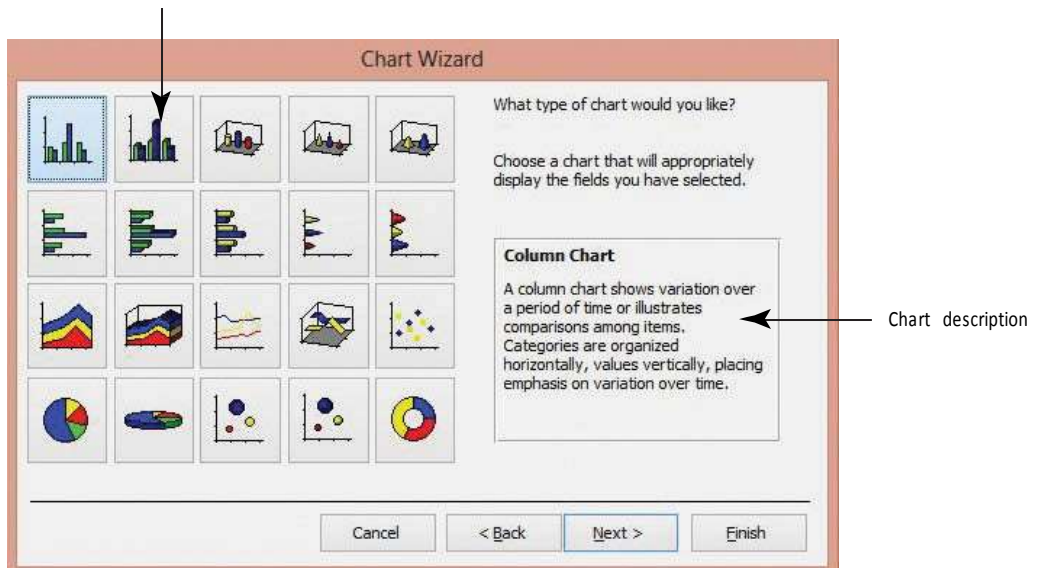 Chart Wizard
What type of chart would you like?
Choose a chart that will appropriately
display the fields you have selected.
Column Chart
A column chart shows variation over
a period of time or illustrates
comparisons among items.
Categories are organized
horizontally, values vertically, placing
emphasis on variation over time.
Chart description
Cancel
< Back
Next >
Finish